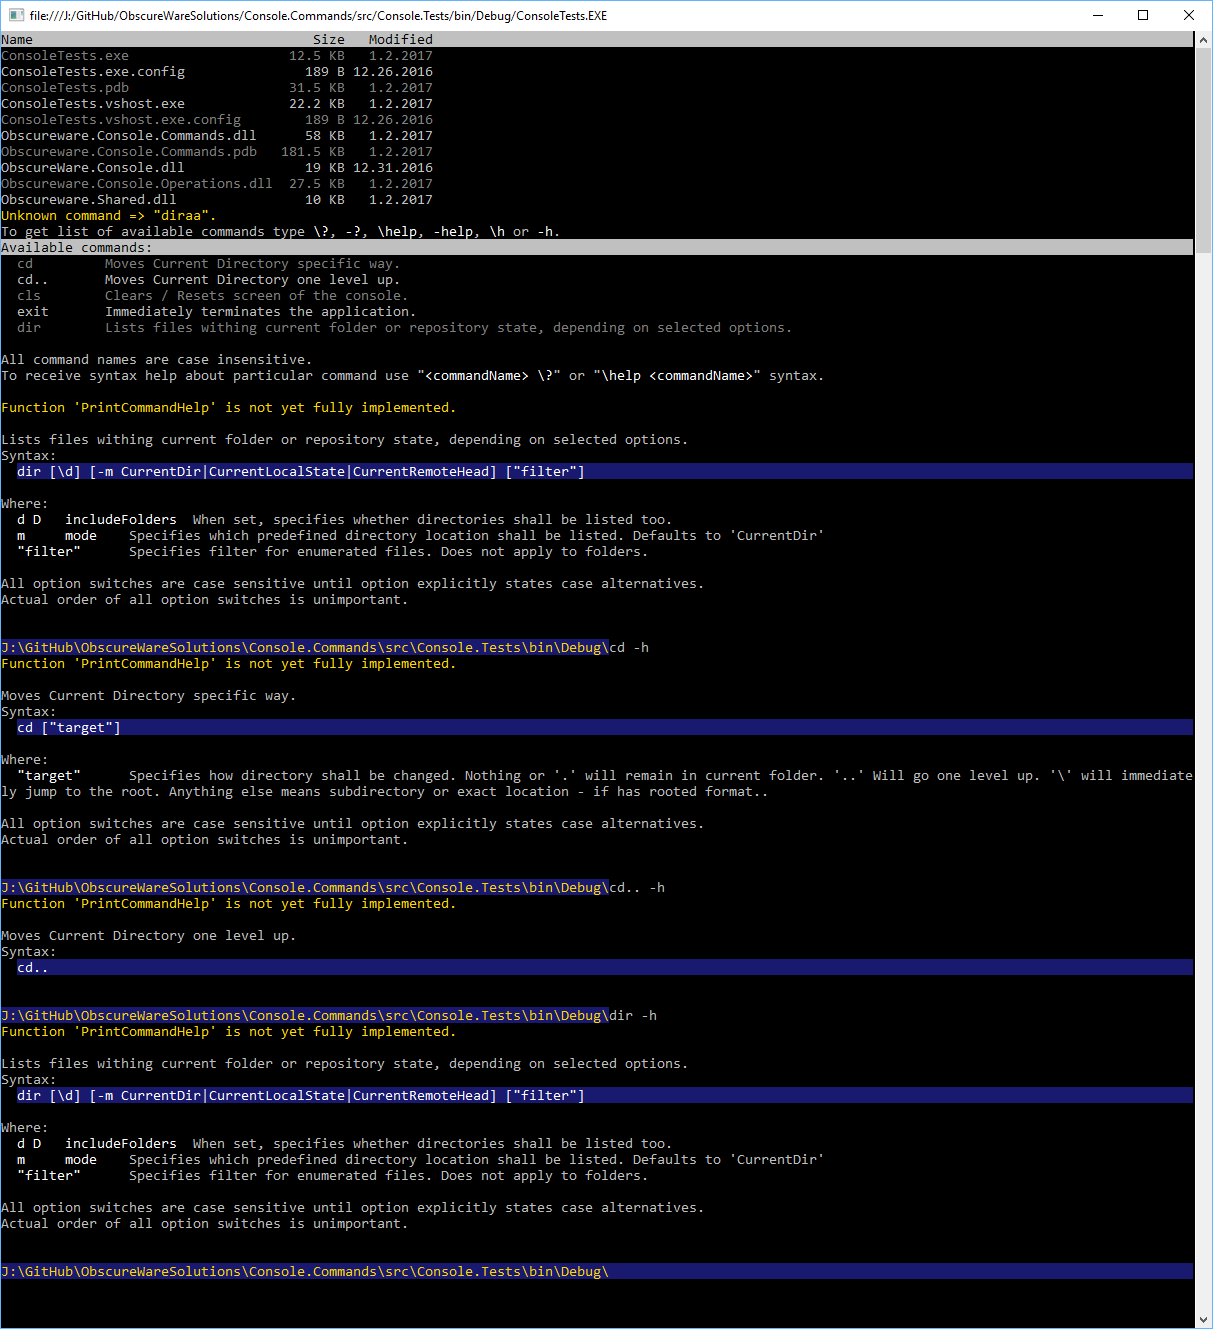 file:///J:/GitHub/ObscureWareSolutions/Console.Commands/src/Console.Tests/bin/Debug/ConsoleTests.EXE
Name                                   Size   Modified
ConsoleTests.exe                    12.5 KB   1.2.2017
ConsoleTests.exe.config               189 B 12.26.2016
ConsoleTests.pdb                    31.5 KB   1.2.2017
ConsoleTests.vshost.exe             22.2 KB   1.2.2017
ConsoleTests.vshost.exe.config        189 B 12.26.2016
Obscureware.Console.Commands.dll      58 KB   1.2.2017
Obscureware.Console.Commands.pdb   181.5 KB   1.2.2017
ObscureWare.Console.dll               19 KB 12.31.2016
Obscureware.Console.Operations.dll  27.5 KB   1.2.2017
Obscureware.Shared.dll                10 KB   1.2.2017
Unknown command => "diraa".
To get list of available commands type \?, -?, \help, -help, \h or -h.
Available commands:
  cd         Moves Current Directory specific way.
  cd..       Moves Current Directory one level up.
  cls        Clears / Resets screen of the console.
  exit       Immediately terminates the application.
  dir        Lists files withing current folder or repository state, depending on selected options.
All command names are case insensitive.
To receive syntax help about particular command use "<commandName> \?" or "\help <commandName>" syntax.
Function 'PrintCommandHelp' is not yet fully implemented.
Lists files withing current folder or repository state, depending on selected options.
Syntax:
  dir [\d] [-m CurrentDir|CurrentLocalState|CurrentRemoteHead] ["filter"]
Where:
  d D   includeFolders  When set, specifies whether directories shall be listed too.
  m     mode    Specifies which predefined directory location shall be listed. Defaults to 'CurrentDir'
  "filter"      Specifies filter for enumerated files. Does not apply to folders.
All option switches are case sensitive until option explicitly states case alternatives.
Actual order of all option switches is unimportant.
J:\GitHub\ObscureWareSolutions\Console.Commands\src\Console.Tests\bin\Debug\cd -h
Function 'PrintCommandHelp' is not yet fully implemented.
Moves Current Directory specific way.
Syntax:
  cd ["target"]
Where:
  "target"      Specifies how directory shall be changed. Nothing or '.' will remain in current folder. '..' Will go one level up. '\' will immediate
ly jump to the root. Anything else means subdirectory or exact location - if has rooted format..
All option switches are case sensitive until option explicitly states case alternatives.
Actual order of all option switches is unimportant.
J:\GitHub\ObscureWareSolutions\Console.Commands\src\Console.Tests\bin\Debug\cd.. -h
Function 'PrintCommandHelp' is not yet fully implemented.
Moves Current Directory one level up.
Syntax:
  cd..
J:\GitHub\ObscureWareSolutions\Console.Commands\src\Console.Tests\bin\Debug\dir -h
Function 'PrintCommandHelp' is not yet fully implemented.
Lists files withing current folder or repository state, depending on selected options.
Syntax:
  dir [\d] [-m CurrentDir|CurrentLocalState|CurrentRemoteHead] ["filter"]
Where:
  d D   includeFolders  When set, specifies whether directories shall be listed too.
  m     mode    Specifies which predefined directory location shall be listed. Defaults to 'CurrentDir'
  "filter"      Specifies filter for enumerated files. Does not apply to folders.
All option switches are case sensitive until option explicitly states case alternatives.
Actual order of all option switches is unimportant.
J:\GitHub\ObscureWareSolutions\Console.Commands\src\Console.Tests\bin\Debug\